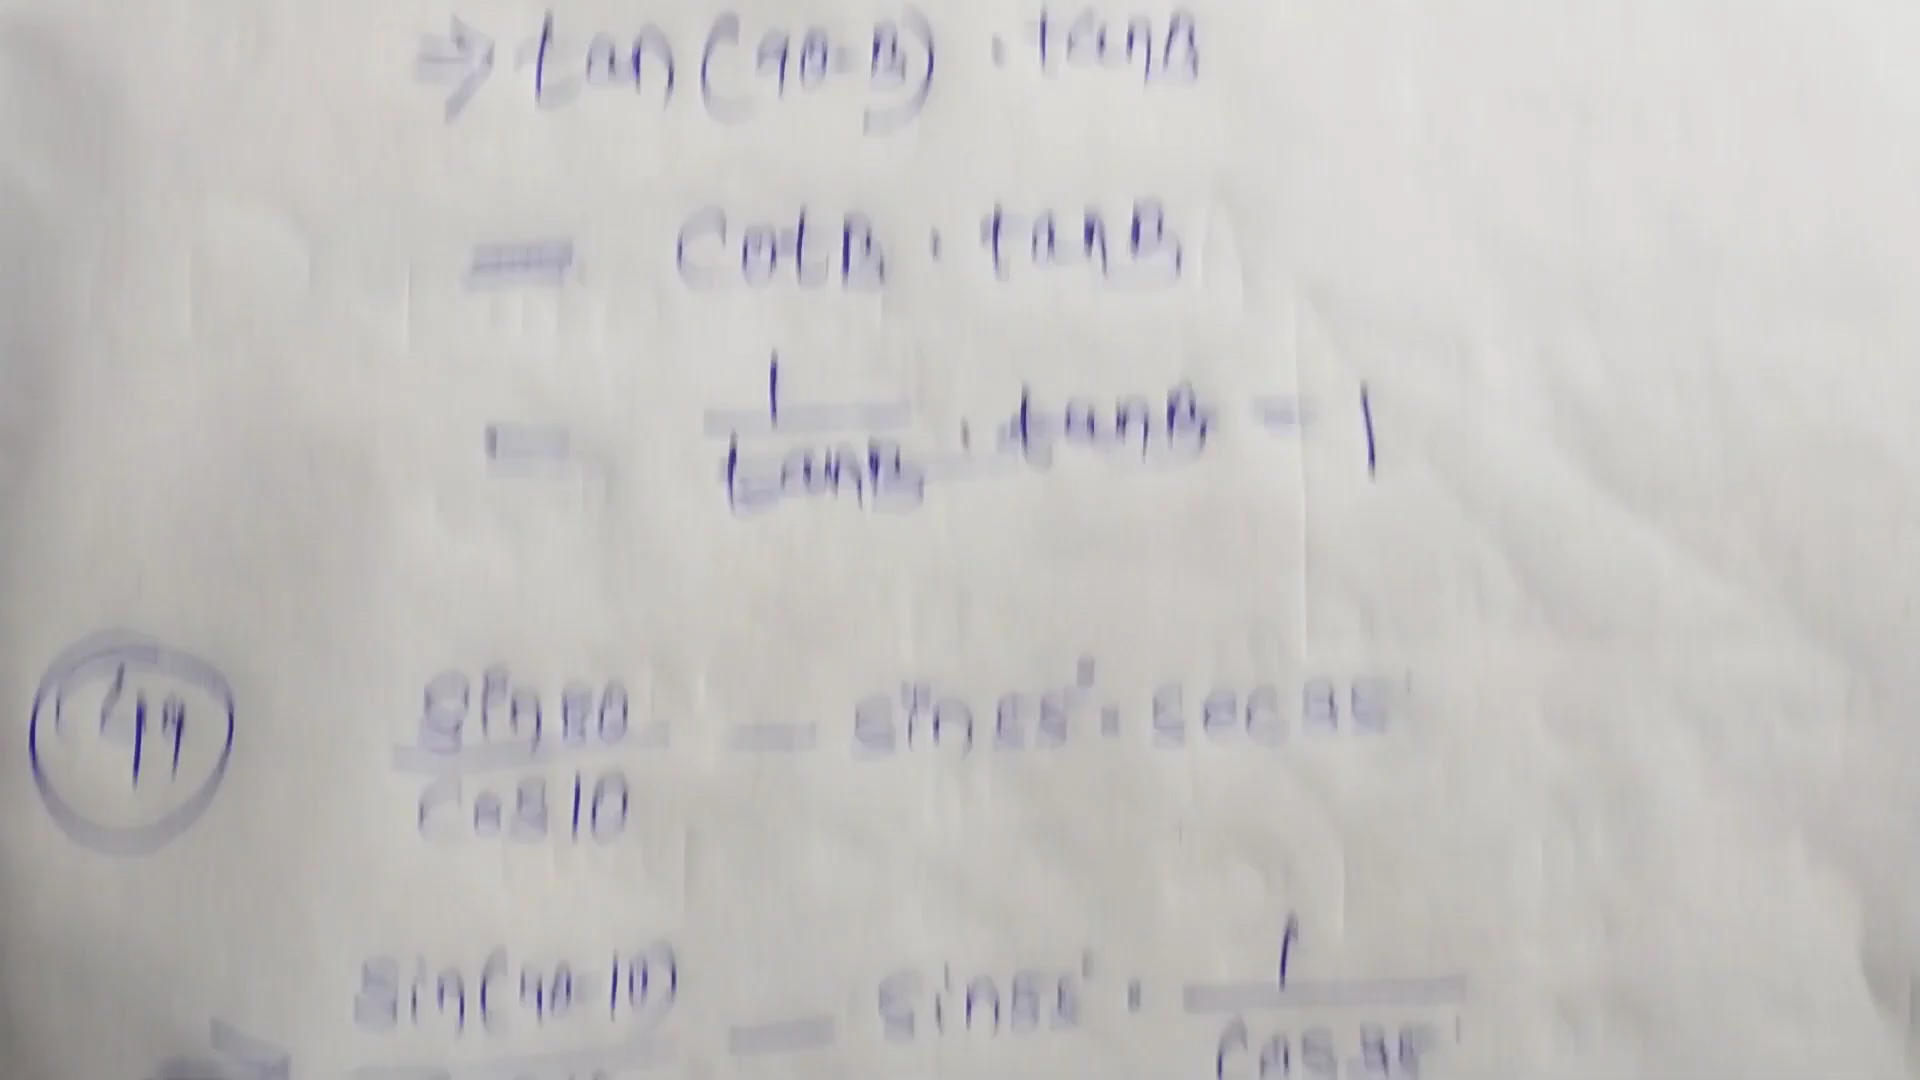 ⇒ tan(90-B) . tanB
= cotB . tanB
= 1/tanB . tanB = 1
44 sin80/cos10 - sin55° . sec35°
⇒ sin(90-10) - sin55° . 1/cos35°